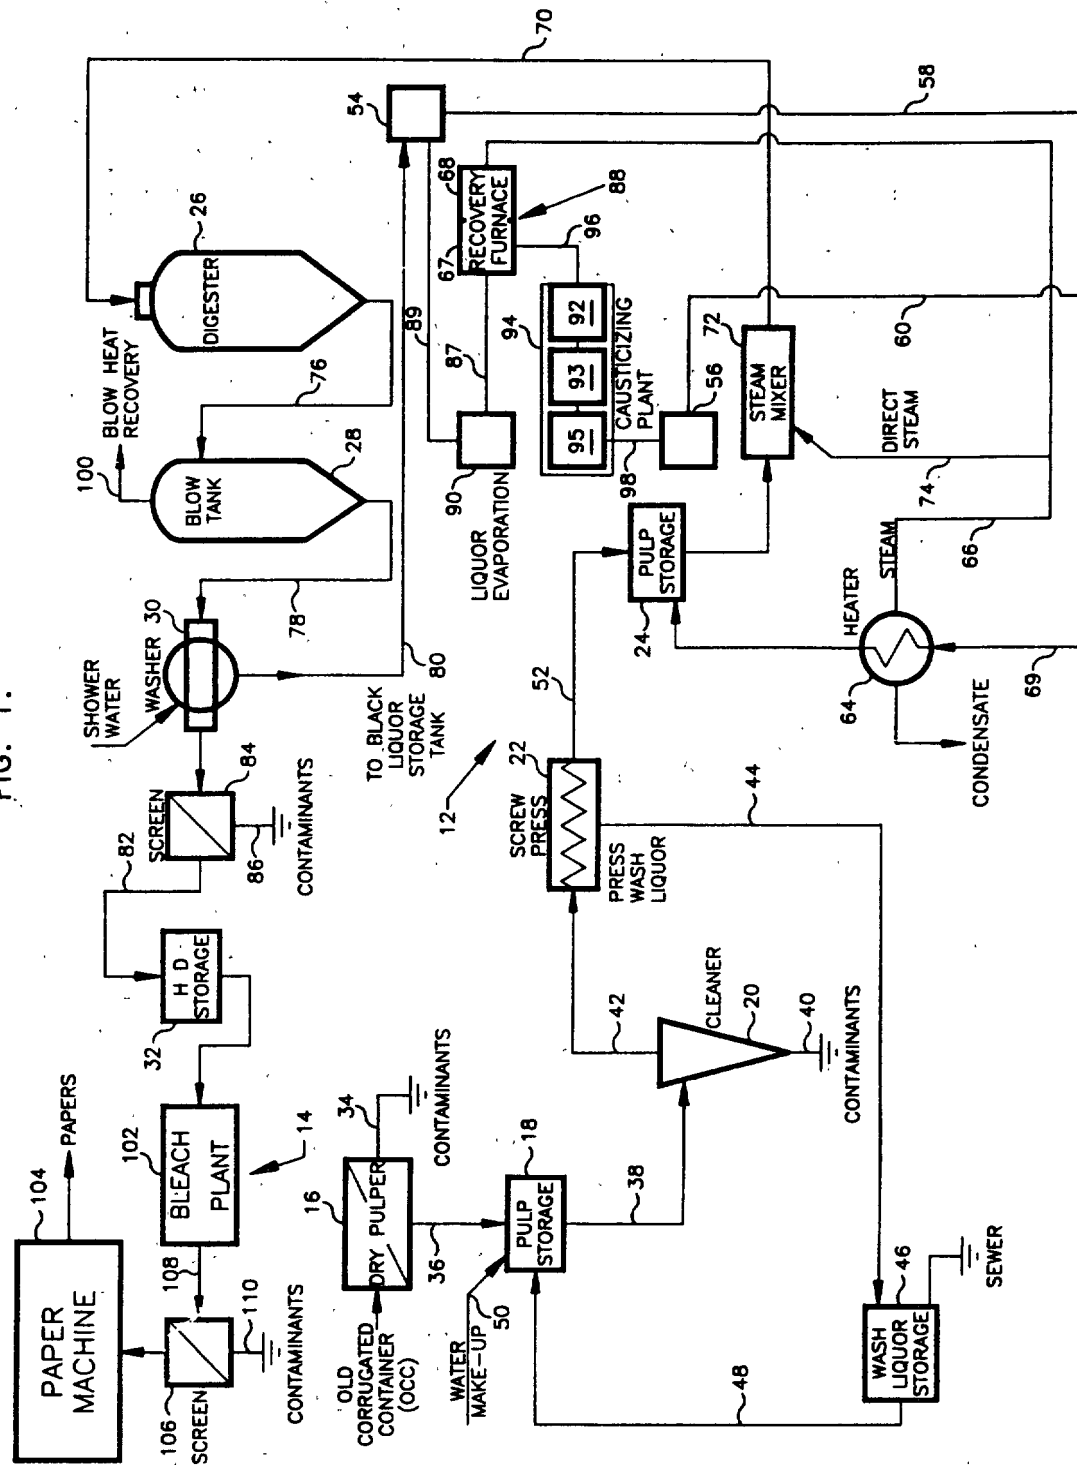 FIG. 1.
70
54
58
26
DIGESTER
BLOW HEAT
RECOVERY
100
76
28
BLOW
TANK
89
68
67
RECOVERY
FURNACE
88
96
87
94
92
93
95
CAUSTICIZING
PLANT
90
LIQUOR
EVAPORATION
98
56
60
72
STEAM
MIXER
DIRECT
STEAM
74
78
30
WASHER
SHOWER
WATER
80
TO BLACK
LIQUOR
STORAGE
TANK
PULP
STORAGE
24
HEATER
STEAM
66
64
69
CONDENSATE
52
12
22
SCREW
PRESS
PRESS
WASH
LIQUOR
44
84
SCREEN
82
86
CONTAMINANTS
H D
STORAGE
32
42
CLEANER
20
40
CONTAMINANTS
PAPERS
104
PAPER
MACHINE
102
BLEACH
PLANT
14
108
106
SCREEN
110
CONTAMINANTS
16
DRY PULPER
34
CONTAMINANTS
OLD
CORRUGATED
CONTAINER
(OCC)
36
18
PULP
STORAGE
38
50
WATER
MAKE-UP
48
46
WASH
LIQUOR
STORAGE
SEWER